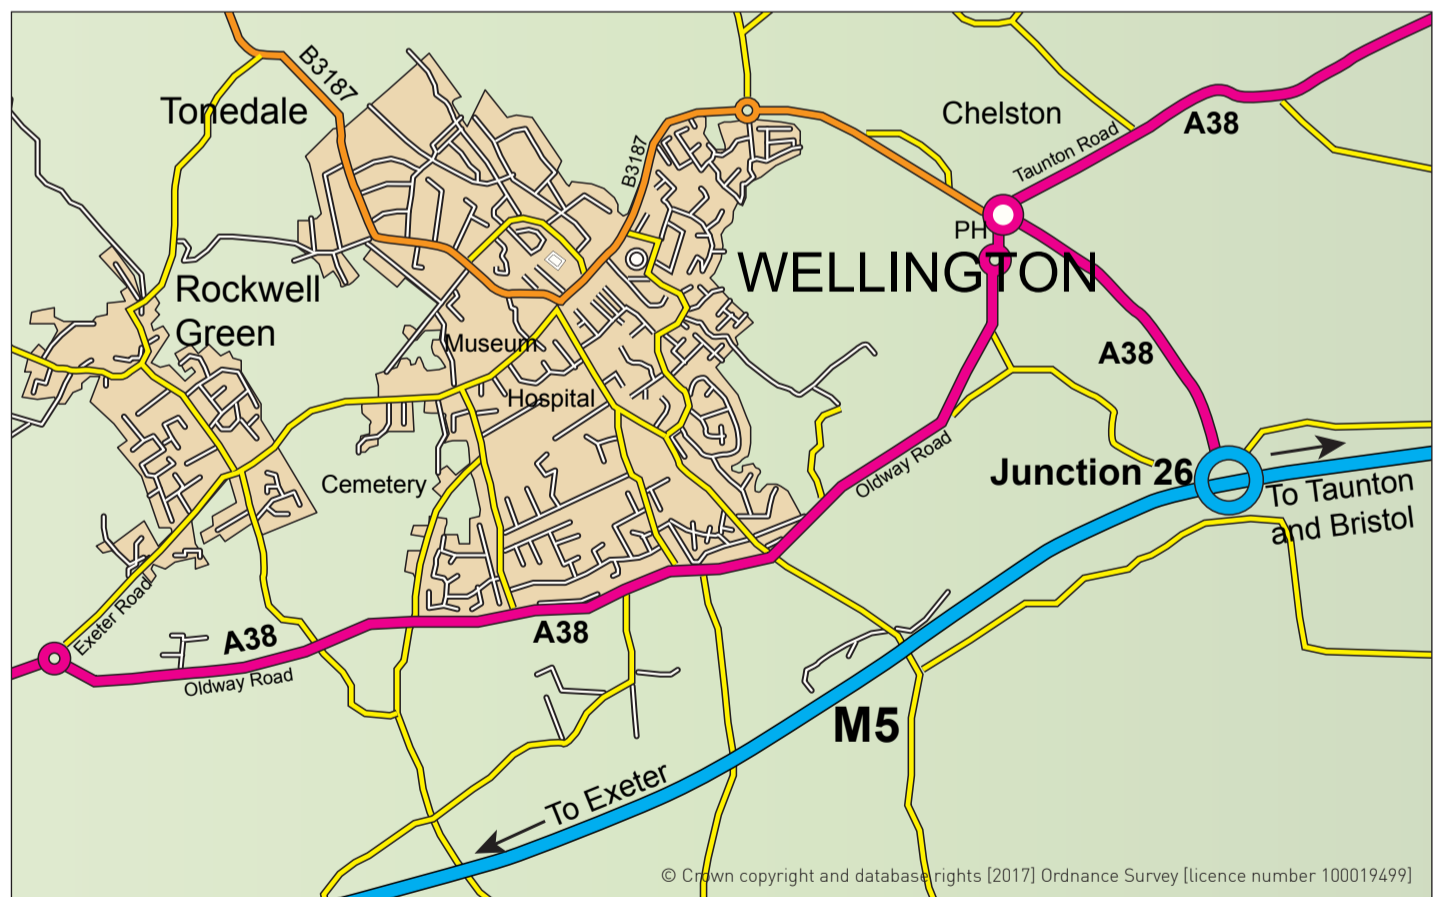 B3187
Tonedale
Chelston
A38
Taunton Road
B3187
PH
WELLINGTON
Rockwell
Green
Museum
A38
Hospital
Oldway Road
Junction 26
Cemetery
To Taunton
and Bristol
Exeter Road
A38
A38
Oldway Road
M5
To Exeter
© Crown copyright and database rights [2017] Ordnance Survey [licence number 100019499]